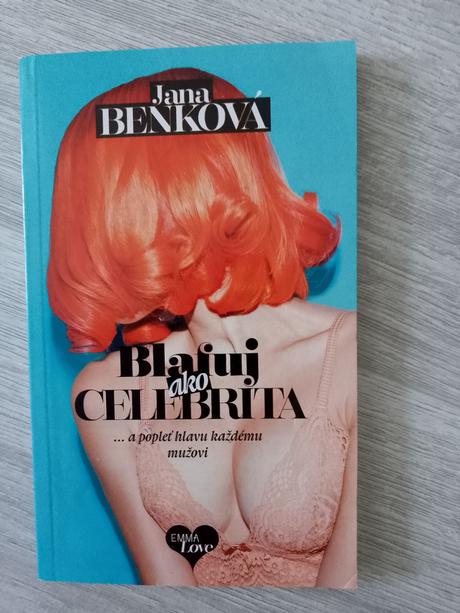 Jana
BENKOVÁ
Blafuj
ako
CELEBRITA
... a popleť hlavu každému
mužovi
EMMA
Love